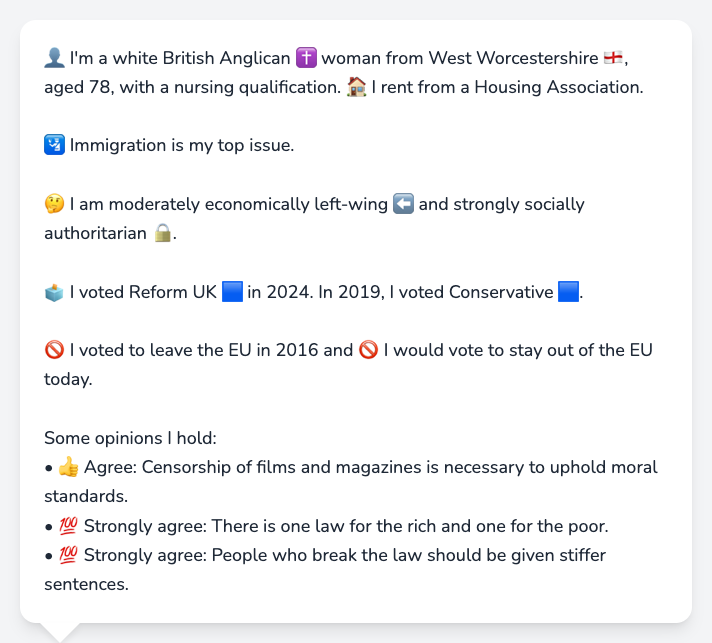 👤 I'm a white British Anglican ✝️ woman from West Worcestershire 🏴󠁧󠁢󠁥󠁮󠁧󠁿,
aged 78, with a nursing qualification. 🏠 I rent from a Housing Association.
🛂 Immigration is my top issue.
🤔 I am moderately economically left-wing ⬅️ and strongly socially
authoritarian 🔒.
🗳️ I voted Reform UK 🟦 in 2024. In 2019, I voted Conservative 🟦.
🚫 I voted to leave the EU in 2016 and 🚫 I would vote to stay out of the EU
today.
Some opinions I hold:
• 👍 Agree: Censorship of films and magazines is necessary to uphold moral
standards.
• 💯 Strongly agree: There is one law for the rich and one for the poor.
• 💯 Strongly agree: People who break the law should be given stiffer
sentences.